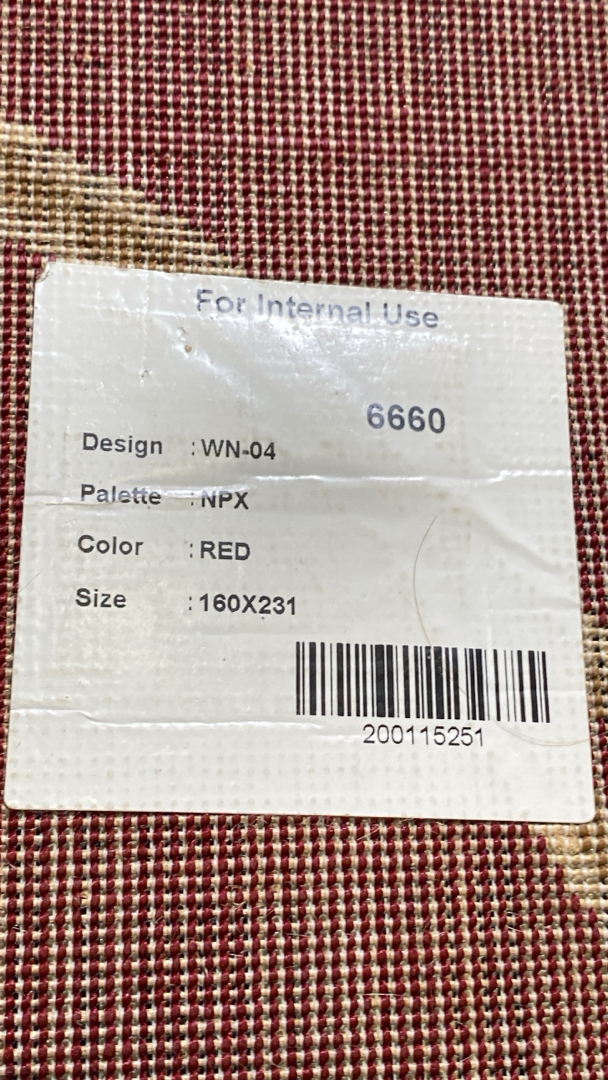 For Internal Use
6660
Design : WN-04
Palette : NPX
Color : RED
Size : 160X231
200115251